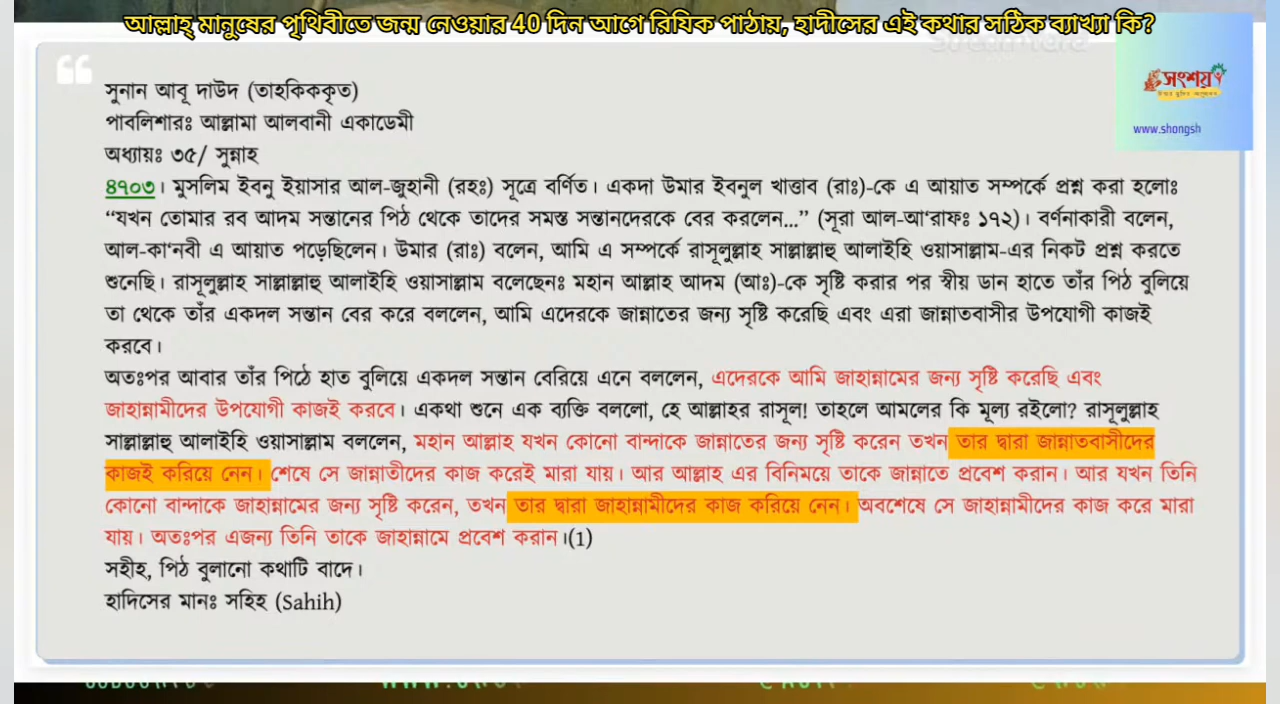 আল্লাহ্ মানুষের পৃথিবীতে জন্ম নেওয়ার 40 দিন আগে রিযিক পাঠায়, হাদীসের এই কথার সঠিক ব্যাখ্যা কি?
সংশয়
www.shongsh
সুনান আবূ দাউদ (তাহকিককৃত)
পাবলিশারঃ আল্লামা আলবানী একাডেমী
অধ্যায়ঃ ৩৫/ সুন্নাহ
৪৭০৩। মুসলিম ইবনু ইয়াসার আল-জুহানী (রহঃ) সূত্রে বর্ণিত। একদা উমার ইবনুল খাত্তাব (রাঃ)-কে এ আয়াত সম্পর্কে প্রশ্ন করা হলোঃ
“যখন তোমার রব আদম সন্তানের পিঠ থেকে তাদের সমস্ত সন্তানদেরকে বের করলেন...” (সূরা আল-আ‘রাফঃ ১৭২)। বর্ণনাকারী বলেন,
আল-কা‘নবী এ আয়াত পড়েছিলেন। উমার (রাঃ) বলেন, আমি এ সম্পর্কে রাসূলুল্লাহ সাল্লাল্লাহু আলাইহি ওয়াসাল্লাম-এর নিকট প্রশ্ন করতে
শুনেছি। রাসূলুল্লাহ সাল্লাল্লাহু আলাইহি ওয়াসাল্লাম বলেছেনঃ মহান আল্লাহ আদম (আঃ)-কে সৃষ্টি করার পর স্বীয় ডান হাতে তাঁর পিঠ বুলিয়ে
তা থেকে তাঁর একদল সন্তান বের করে বললেন, আমি এদেরকে জান্নাতের জন্য সৃষ্টি করেছি এবং এরা জান্নাতবাসীর উপযোগী কাজই
করবে।
অতঃপর আবার তাঁর পিঠে হাত বুলিয়ে একদল সন্তান বেরিয়ে এনে বললেন, এদেরকে আমি জাহান্নামের জন্য সৃষ্টি করেছি এবং
জাহান্নামীদের উপযোগী কাজই করবে। একথা শুনে এক ব্যক্তি বললো, হে আল্লাহর রাসূল! তাহলে আমলের কি মূল্য রইলো? রাসূলুল্লাহ
সাল্লাল্লাহু আলাইহি ওয়াসাল্লাম বললেন, মহান আল্লাহ যখন কোনো বান্দাকে জান্নাতের জন্য সৃষ্টি করেন তখন তার দ্বারা জান্নাতবাসীদের
কাজই করিয়ে নেন। শেষে সে জান্নাতীদের কাজ করেই মারা যায়। আর আল্লাহ এর বিনিময়ে তাকে জান্নাতে প্রবেশ করান। আর যখন তিনি
কোনো বান্দাকে জাহান্নামের জন্য সৃষ্টি করেন, তখন তার দ্বারা জাহান্নামীদের কাজ করিয়ে নেন। অবশেষে সে জাহান্নামীদের কাজ করে মারা
যায়। অতঃপর এজন্য তিনি তাকে জাহান্নামে প্রবেশ করান।(1)
সহীহ, পিঠ বুলানো কথাটি বাদে।
হাদিসের মানঃ সহিহ (Sahih)